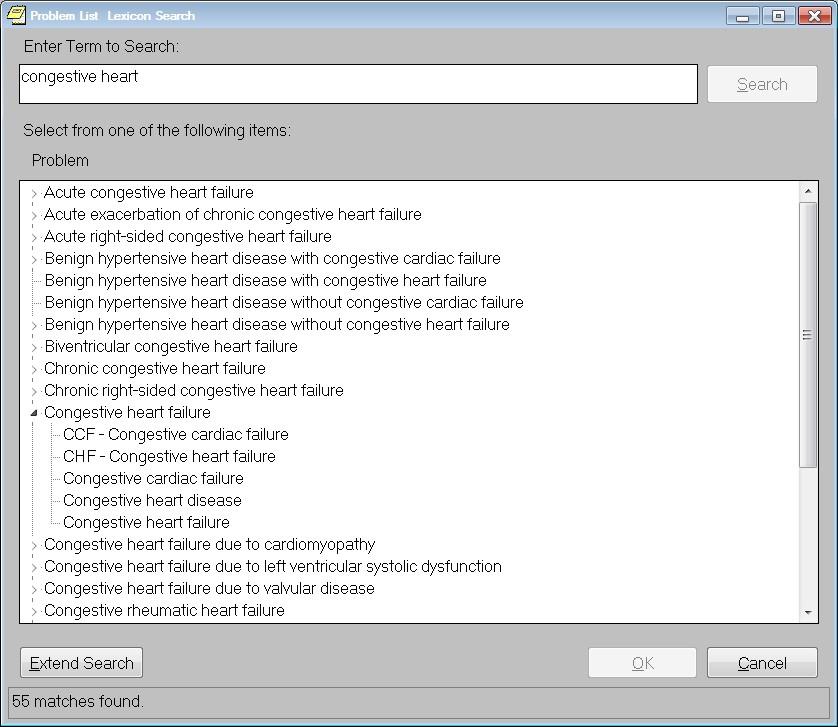 Problem List Lexicon Search
Enter Term to Search:
congestive heart
Search
Select from one of the following items:
Problem
Acute congestive heart failure
Acute exacerbation of chronic congestive heart failure
Acute right-sided congestive heart failure
Benign hypertensive heart disease with congestive cardiac failure
Benign hypertensive heart disease with congestive heart failure
Benign hypertensive heart disease without congestive cardiac failure
Benign hypertensive heart disease without congestive heart failure
Biventricular congestive heart failure
Chronic congestive heart failure
Chronic right-sided congestive heart failure
Congestive heart failure
CCF - Congestive cardiac failure
CHF - Congestive heart failure
Congestive cardiac failure
Congestive heart disease
Congestive heart failure
Congestive heart failure due to cardiomyopathy
Congestive heart failure due to left ventricular systolic dysfunction
Congestive heart failure due to valvular disease
Congestive rheumatic heart failure
Extend Search
OK
Cancel
55 matches found.